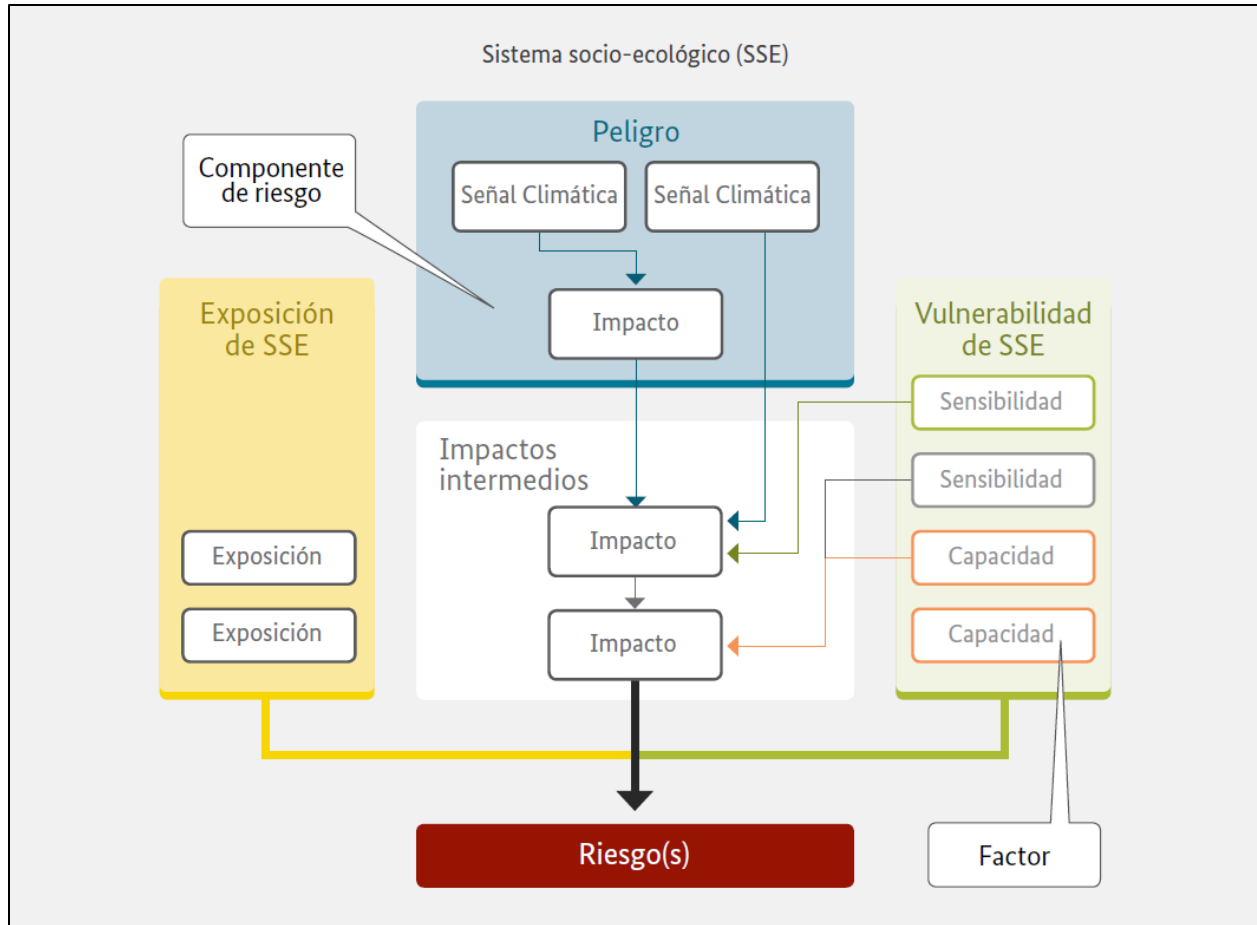 Sistema socio-ecológico (SSE)
Peligro
Componente
de riesgo
Señal Climática
Señal Climática
Impacto
Exposición
de SSE
Vulnerabilidad
de SSE
Sensibilidad
Impactos
intermedios
Sensibilidad
Impacto
Exposición
Capacidad
Exposición
Impacto
Capacidad
Riesgo(s)
Factor